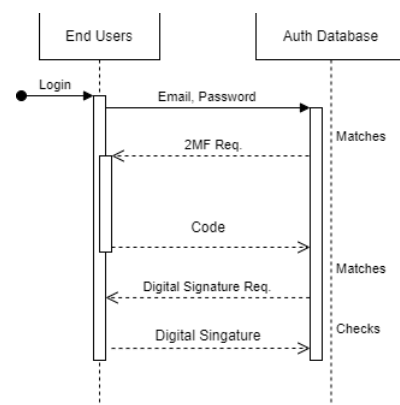 End Users
Auth Database
Login
Email, Password
Matches
2MF Req.
Code
Matches
Digital Signature Req.
Checks
Digital Singature